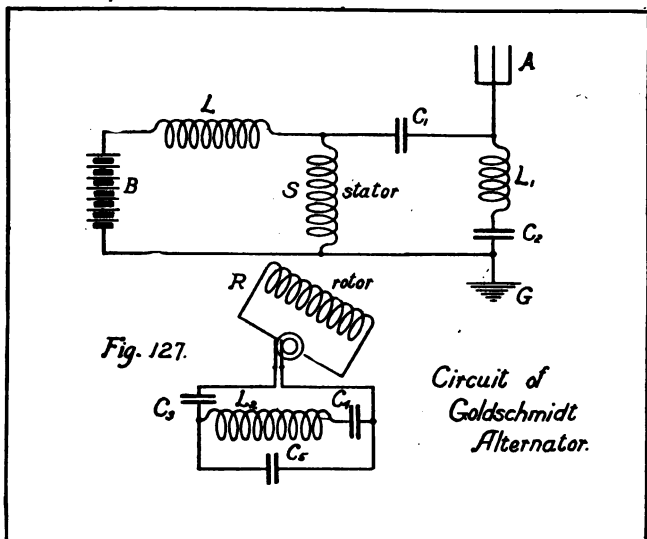 A
L
C₁
B
S stator
L₁
C₂
R rotor
G
Fig. 127.
C₃
L₂
C₄
C₅
Circuit of
Goldschmidt
Alternator.